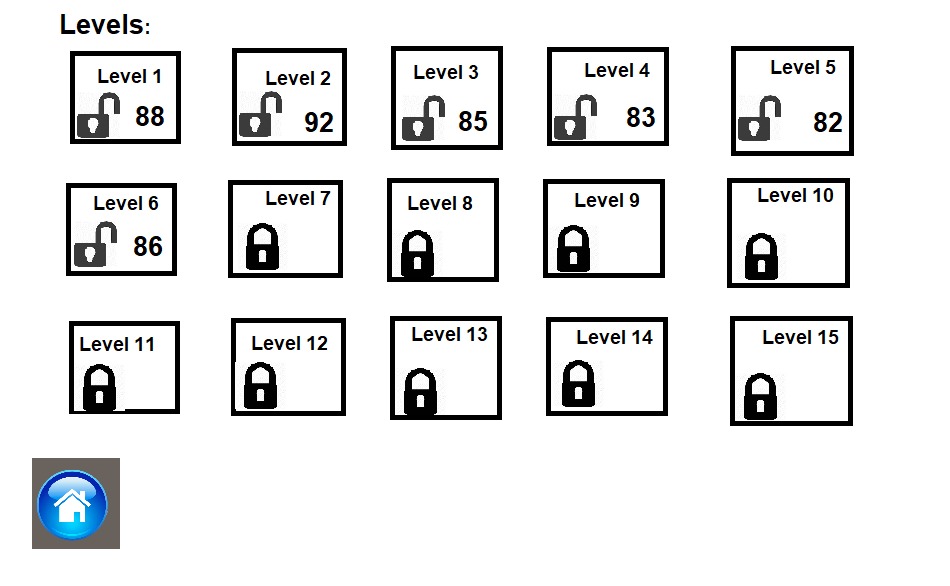 Levels:
Level 1
88
Level 2
92
Level 3
85
Level 4
83
Level 5
82
Level 6
86
Level 7
Level 8
Level 9
Level 10
Level 11
Level 12
Level 13
Level 14
Level 15